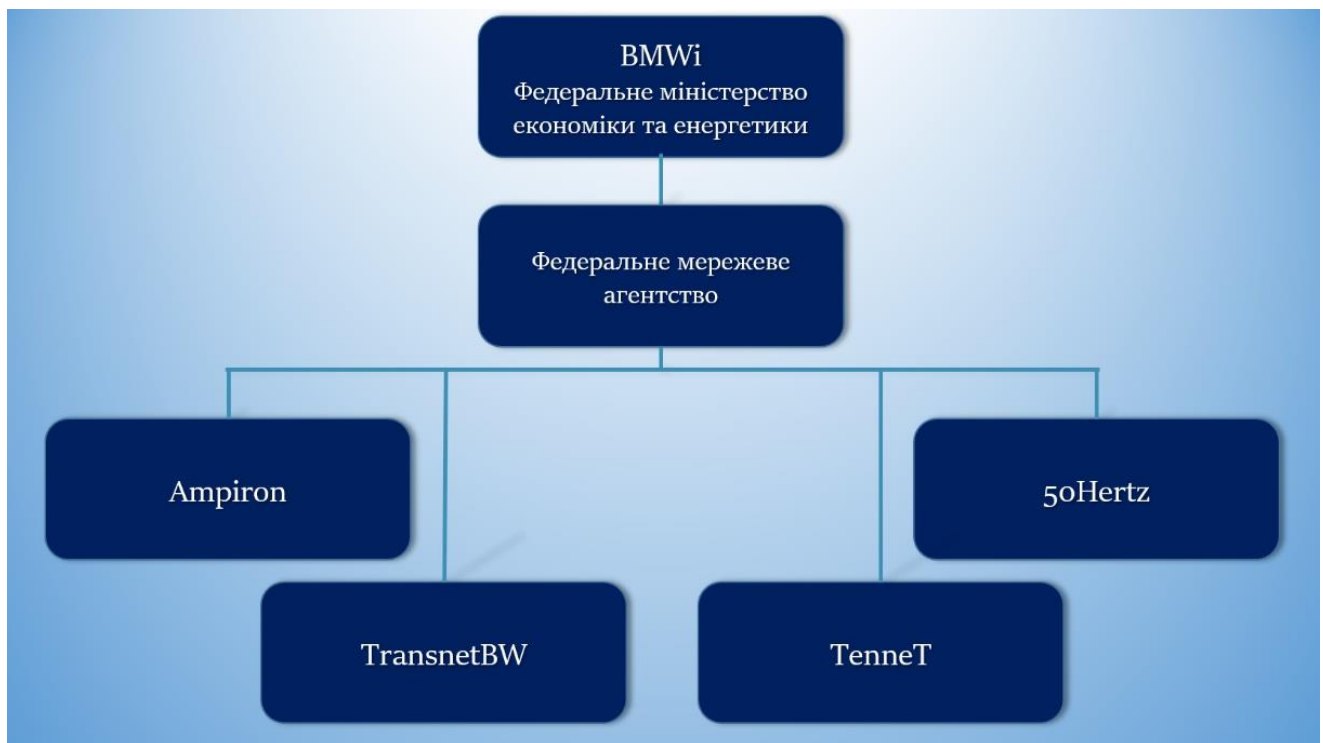 BMWi
Федеральне міністерство
економіки та енергетики
Федеральне мережеве
агентство
Ampiron
50Hertz
TransnetBW
TenneT